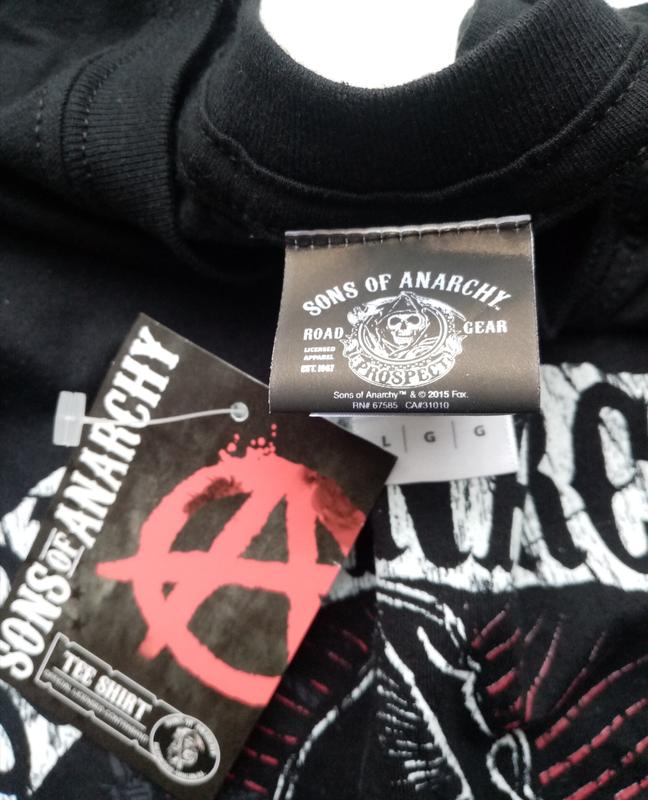 SONS OF ANARCHY™
ROAD GEAR
LICENSED
APPAREL
EST. 1967
PROSPECT
Sons of Anarchy™ & © 2015 Fox.
RN# 67585 CA#31010
L | G | G
SONS OF ANARCHY
TEE SHIRT